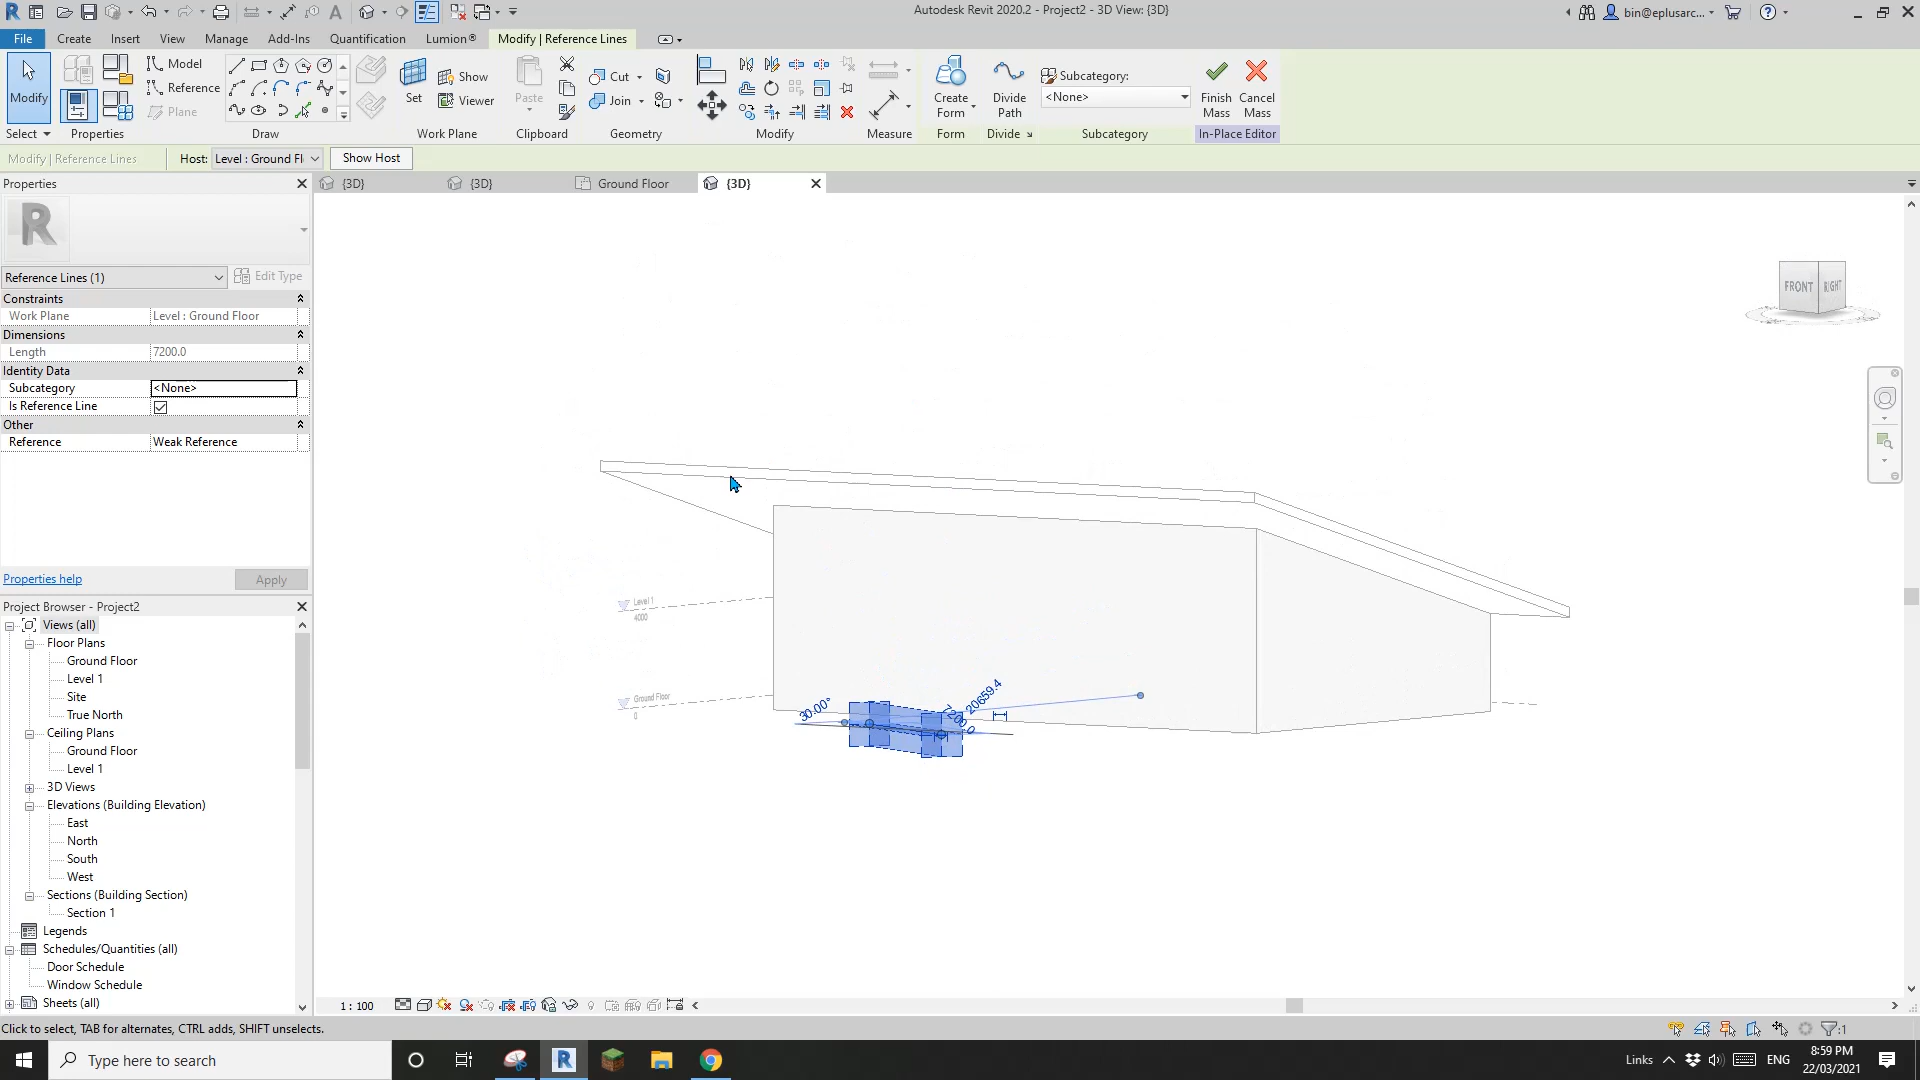 Autodesk Revit 2020.2 - Project2 - 3D View: {3D}
bin@eplusarc...
File
Create
Insert
View
Manage
Add-Ins
Quantification
Lumion®
Modify | Reference Lines
Modify
Model
Reference
Plane
Set
Show
Viewer
Paste
Cut
Join
Create
Form
Divide
Path
Subcategory:
<None>
Finish
Mass
Cancel
Mass
Select
Properties
Draw
Work Plane
Clipboard
Geometry
Modify
Measure
Form
Divide
Subcategory
In-Place Editor
Modify | Reference Lines
Host:
Level : Ground Fl
Show Host
Properties
{3D}
{3D}
Ground Floor
{3D}
Reference Lines (1)
Edit Type
Constraints
Work Plane
Level : Ground Floor
Dimensions
Length
7200.0
Identity Data
Subcategory
<None>
Is Reference Line
Other
Reference
Weak Reference
Properties help
Apply
Project Browser - Project2
Views (all)
Floor Plans
Ground Floor
Level 1
Site
True North
Ceiling Plans
Ground Floor
Level 1
3D Views
Elevations (Building Elevation)
East
North
South
West
Sections (Building Section)
Section 1
Legends
Schedules/Quantities (all)
Door Schedule
Window Schedule
Sheets (all)
FRONT
RIGHT
Level 1
4000
Ground Floor
0
30.00°
20659.4
7200.0
1 : 100
Click to select, TAB for alternates, CTRL adds, SHIFT unselects.
:1
Type here to search
Links
ENG
8:59 PM
22/03/2021